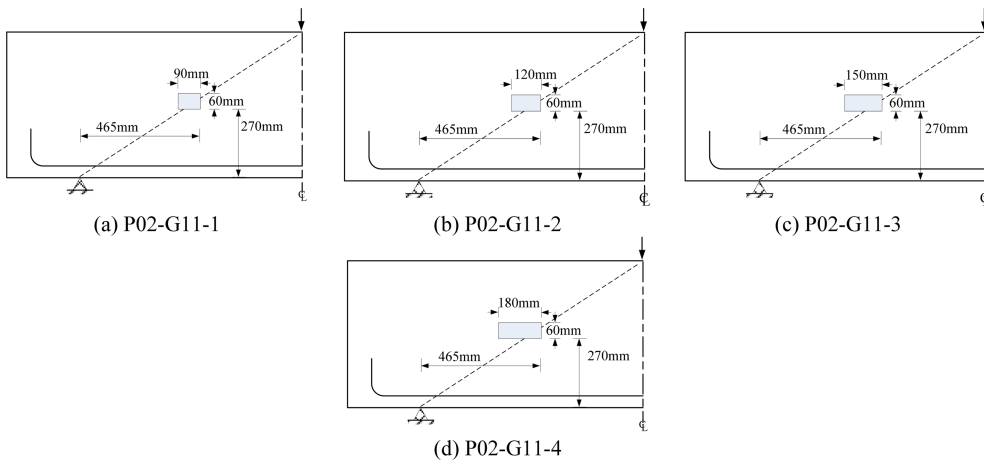 90mm
60mm
465mm
270mm
℄
(a) P02-G11-1
120mm
60mm
465mm
270mm
℄
(b) P02-G11-2
150mm
60mm
465mm
270mm
℄
(c) P02-G11-3
180mm
60mm
465mm
270mm
℄
(d) P02-G11-4